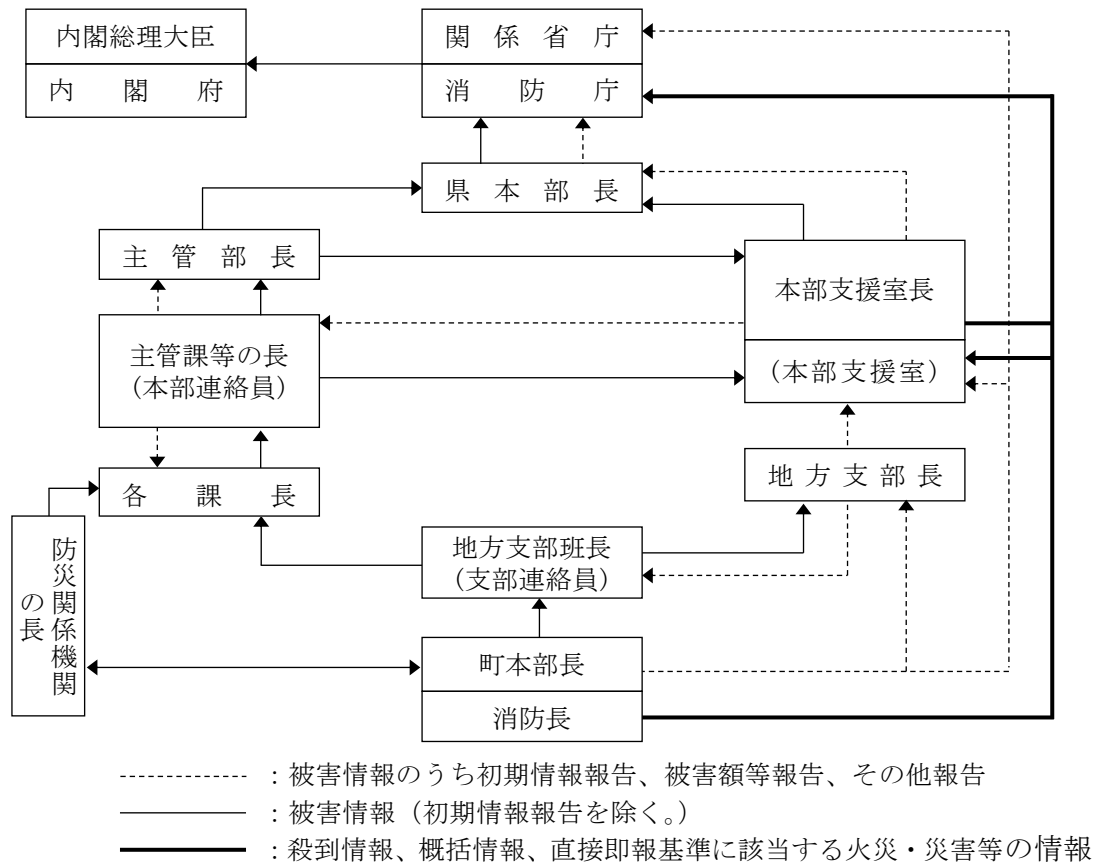 内閣総理大臣
内閣府
関係省庁
消防庁
県本部長
主管部長
本部支援室長
(本部支援室)
主管課等の長
(本部連絡員)
各課長
地方支部長
防災関係機関
の長
地方支部班長
(支部連絡員)
町本部長
消防長
：被害情報のうち初期情報報告、被害額等報告、その他報告
：被害情報（初期情報報告を除く。）
：殺到情報、概括情報、直接即報基準に該当する火災・災害等の情報